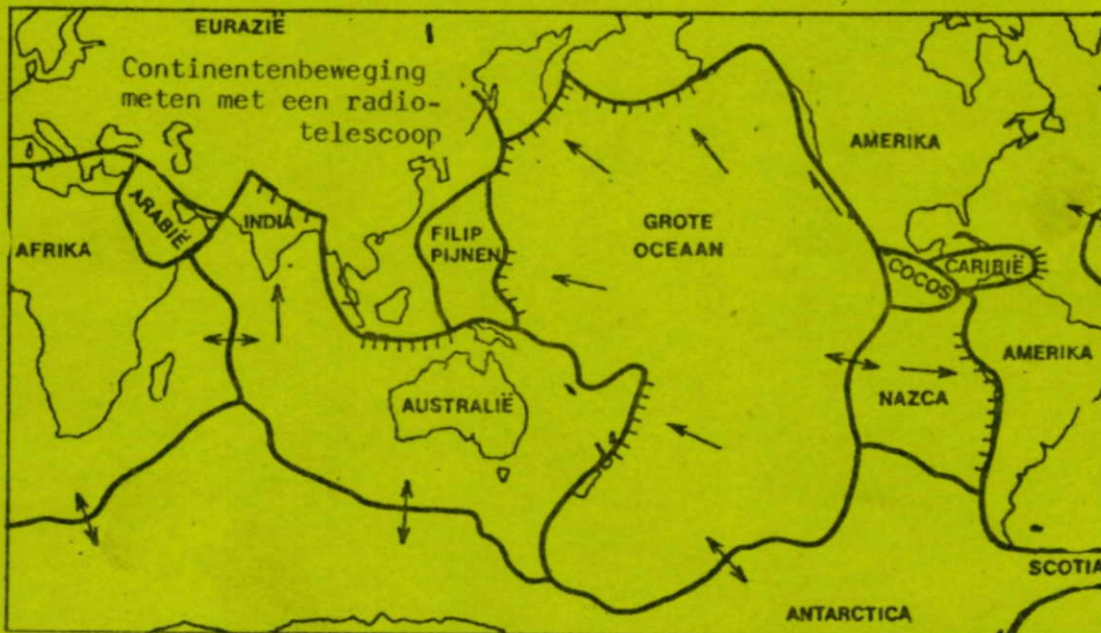 EURAZIË
Continentenbeweging
meten met een radio-
telescoop
AMERIKA
ARABIË
INDIA
AFRIKA
FILIP
PIJNEN
GROTE
OCEAAN
COCOS
CARIBIË
AMERIKA
AUSTRALIË
NAZCA
SCOTIA
ANTARCTICA